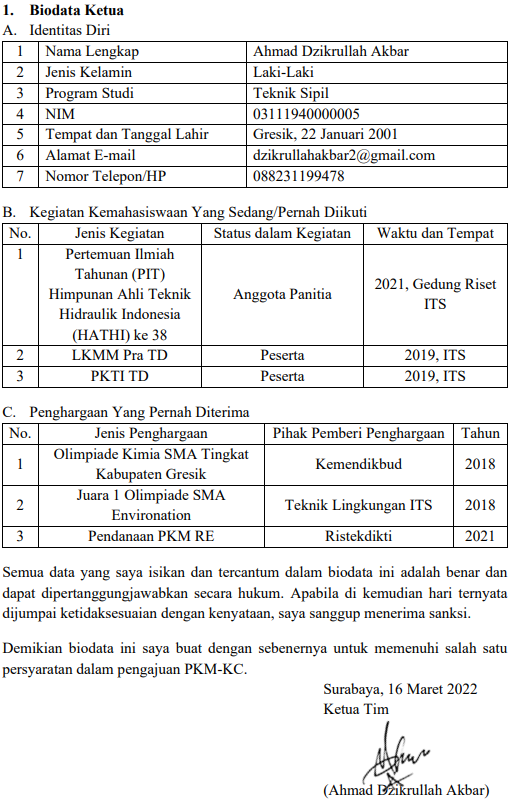 1. Biodata Ketua
A. Identitas Diri
1 Nama Lengkap Ahmad Dzikrullah Akbar
2 Jenis Kelamin Laki-Laki
3 Program Studi Teknik Sipil
4 NIM 03111940000005
5 Tempat dan Tanggal Lahir Gresik, 22 Januari 2001
6 Alamat E-mail dzikrullahakbar2@gmail.com
7 Nomor Telepon/HP 088231199478
B. Kegiatan Kemahasiswaan Yang Sedang/Pernah Diikuti
No. Jenis Kegiatan Status dalam Kegiatan Waktu dan Tempat
1 Pertemuan Ilmiah
Tahunan (PIT)
Himpunan Ahli Teknik
Hidraulik Indonesia
(HATHI) ke 38
Anggota Panitia
2021, Gedung Riset
ITS
2 LKMM Pra TD Peserta 2019, ITS
3 PKTI TD Peserta 2019, ITS
C. Penghargaan Yang Pernah Diterima
No. Jenis Penghargaan Pihak Pemberi Penghargaan Tahun
1 Olimpiade Kimia SMA Tingkat
Kabupaten Gresik
Kemendikbud 2018
2 Juara 1 Olimpiade SMA
Environation
Teknik Lingkungan ITS 2018
3 Pendanaan PKM RE Ristekdikti 2021
Semua data yang saya isikan dan tercantum dalam biodata ini adalah benar dan
dapat dipertanggungjawabkan secara hukum. Apabila di kemudian hari ternyata
dijumpai ketidaksesuaian dengan kenyataan, saya sanggup menerima sanksi.
Demikian biodata ini saya buat dengan sebenernya untuk memenuhi salah satu
persyaratan dalam pengajuan PKM-KC.
Surabaya, 16 Maret 2022
Ketua Tim
(Ahmad Dzikrullah Akbar)